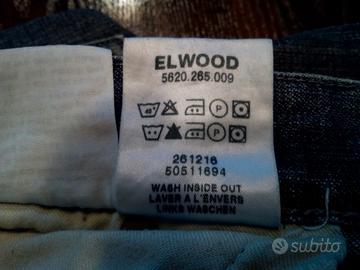 ELWOOD
5620.265.009
261216
50511694
WASH INSIDE OUT
LAVER A L'ENVERS
LINKS WASCHEN
subito